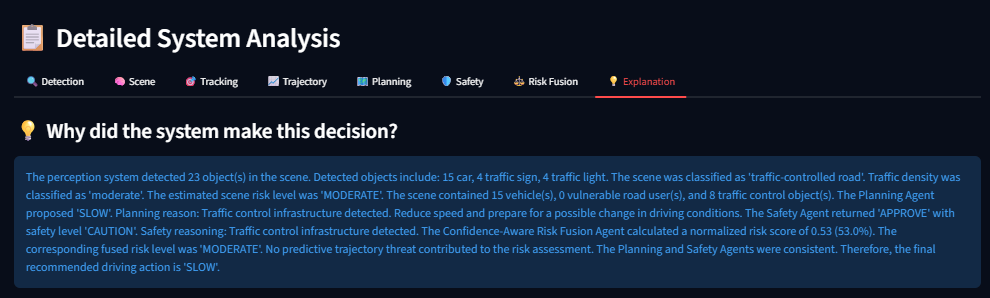 Detailed System Analysis
Detection Scene Tracking Trajectory Planning Safety Risk Fusion Explanation
Why did the system make this decision?
The perception system detected 23 object(s) in the scene. Detected objects include: 15 car, 4 traffic sign, 4 traffic light. The scene was classified as 'traffic-controlled road'. Traffic density was
classified as 'moderate'. The estimated scene risk level was 'MODERATE'. The scene contained 15 vehicle(s), 0 vulnerable road user(s), and 8 traffic control object(s). The Planning Agent
proposed 'SLOW'. Planning reason: Traffic control infrastructure detected. Reduce speed and prepare for a possible change in driving conditions. The Safety Agent returned 'APPROVE' with
safety level 'CAUTION'. Safety reasoning: Traffic control infrastructure detected. The Confidence-Aware Risk Fusion Agent calculated a normalized risk score of 0.53 (53.0%). The
corresponding fused risk level was 'MODERATE'. No predictive trajectory threat contributed to the risk assessment. The Planning and Safety Agents were consistent. Therefore, the final
recommended driving action is 'SLOW'.